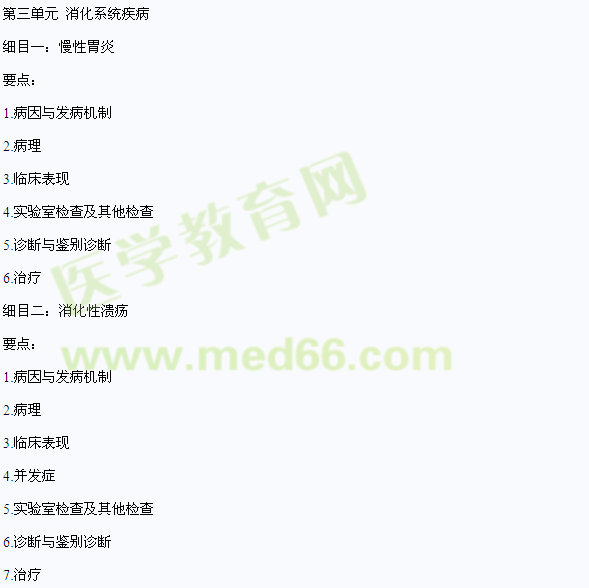 第三单元 消化系统疾病
细目一：慢性胃炎
要点：
1.病因与发病机制
2.病理
3.临床表现
4.实验室检查及其他检查
5.诊断与鉴别诊断
6.治疗
细目二：消化性溃疡
要点：
1.病因与发病机制
2.病理
3.临床表现
4.并发症
5.实验室检查及其他检查
6.诊断与鉴别诊断
7.治疗
医学教育网
www.med66.com